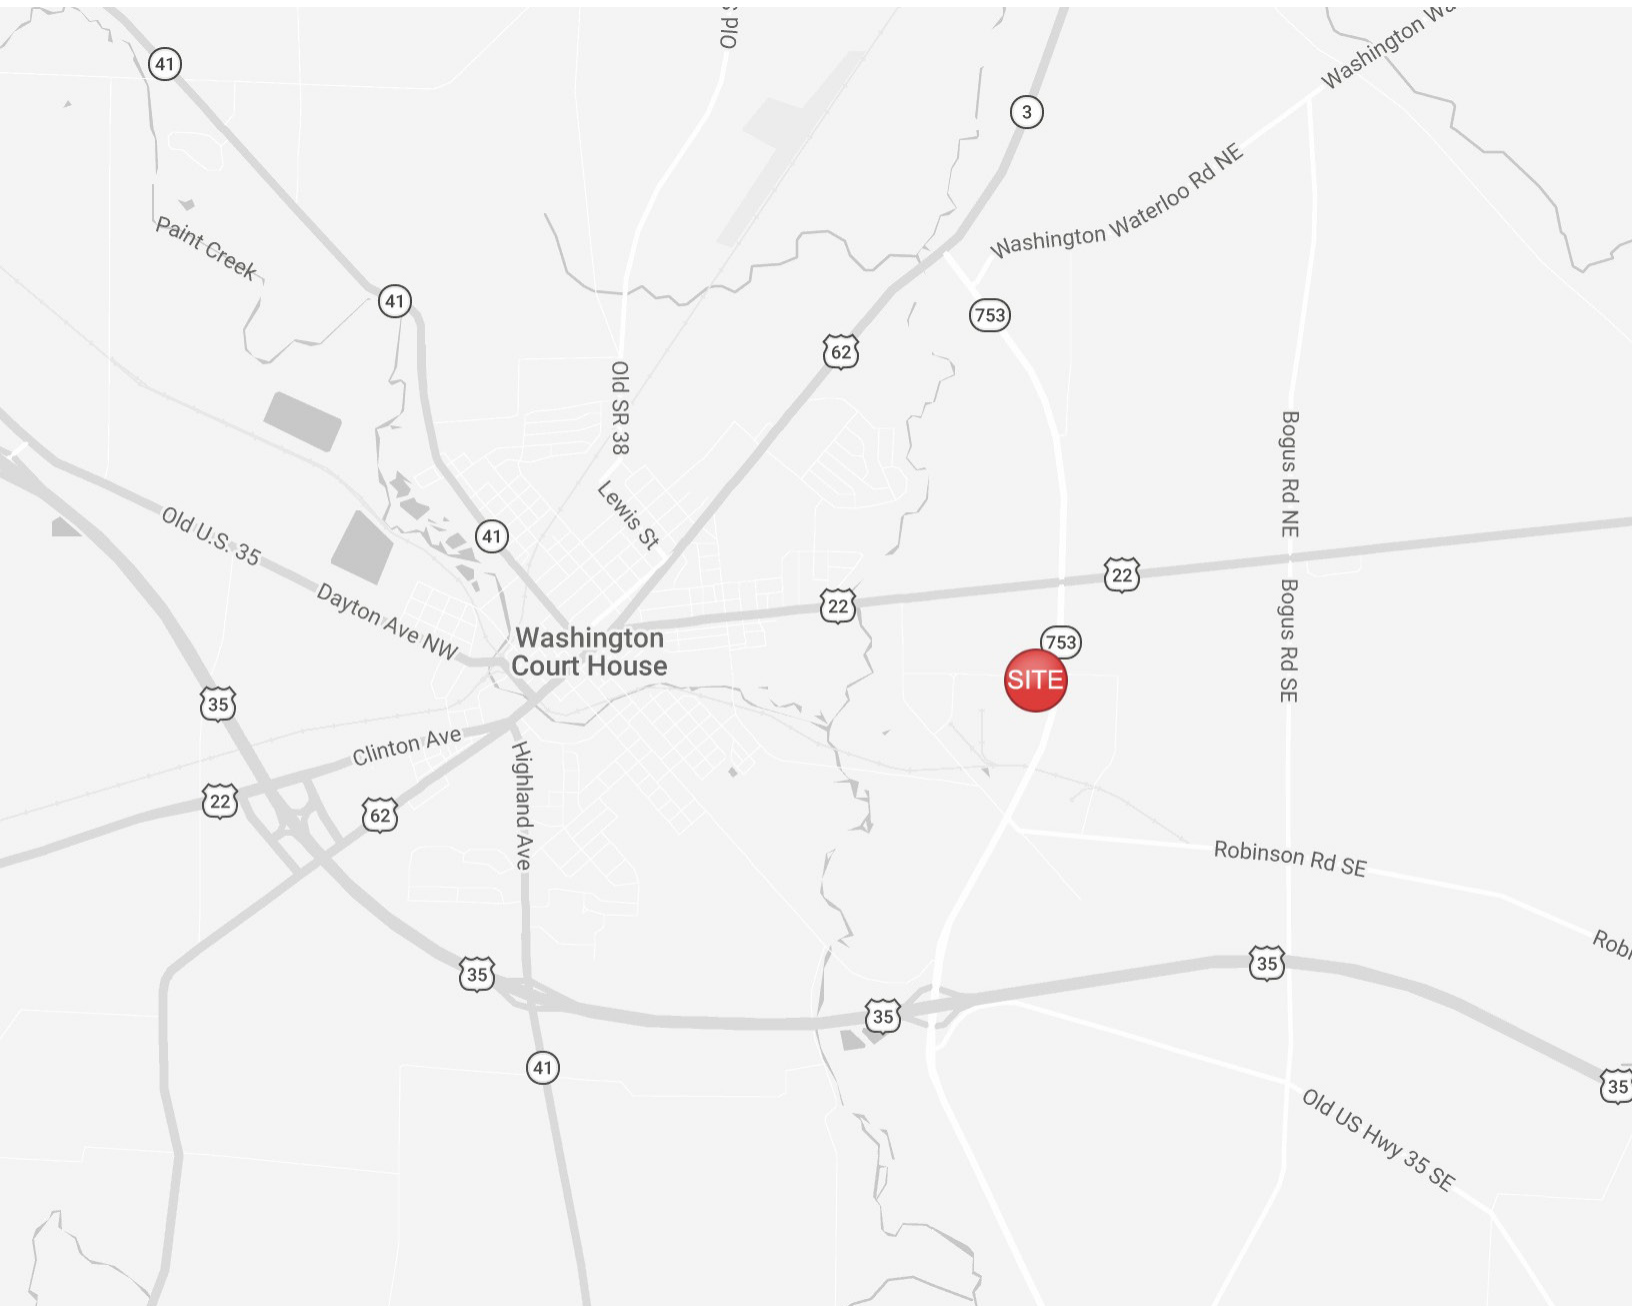 Old S
Washington Wa
41
3
Washington Waterloo Rd NE
Paint Creek
41
753
62
Old SR 38
Bogus Rd NE
Lewis St
Old U.S. 35
41
22
22
Dayton Ave NW
Bogus Rd SE
Washington
Court House
753
SITE
35
Clinton Ave
Highland Ave
22
62
Robinson Rd SE
Robi
35
35
35
41
35
Old US Hwy 35 SE